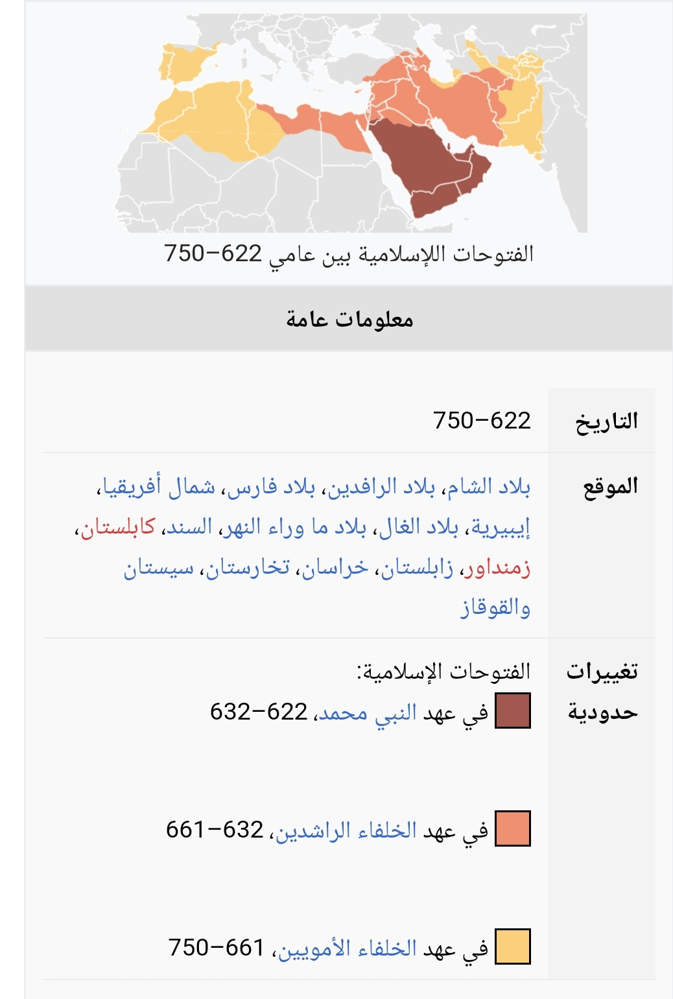 الفتوحات اللإسلامية بين عامي 622–750
معلومات عامة
التاريخ
622–750
الموقع
بلاد الشام، بلاد الرافدين، بلاد فارس، شمال أفريقيا،
إيبيرية، بلاد الغال، بلاد ما وراء النهر، السند، كابلستان،
زمنداور، زابلستان، خراسان، تخارستان، سيستان
والقوقاز
تغييرات
حدودية
الفتوحات الإسلامية:
في عهد النبي محمد، 622–632
في عهد الخلفاء الراشدين، 632–661
في عهد الخلفاء الأمويين، 661–750